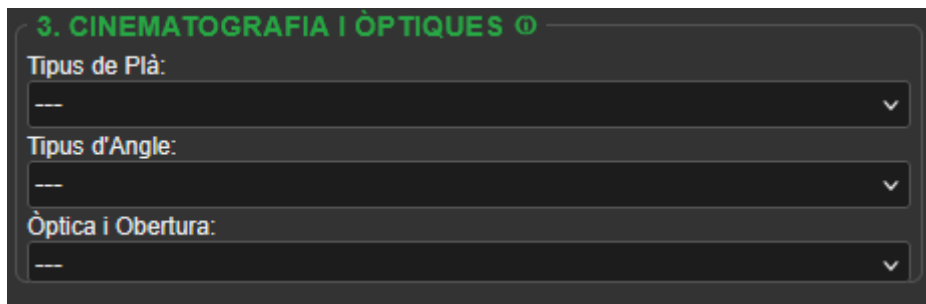 3. CINEMATOGRAFIA I ÒPTIQUES ⓘ
Tipus de Plà:
---
Tipus d'Angle:
---
Òptica i Obertura:
---